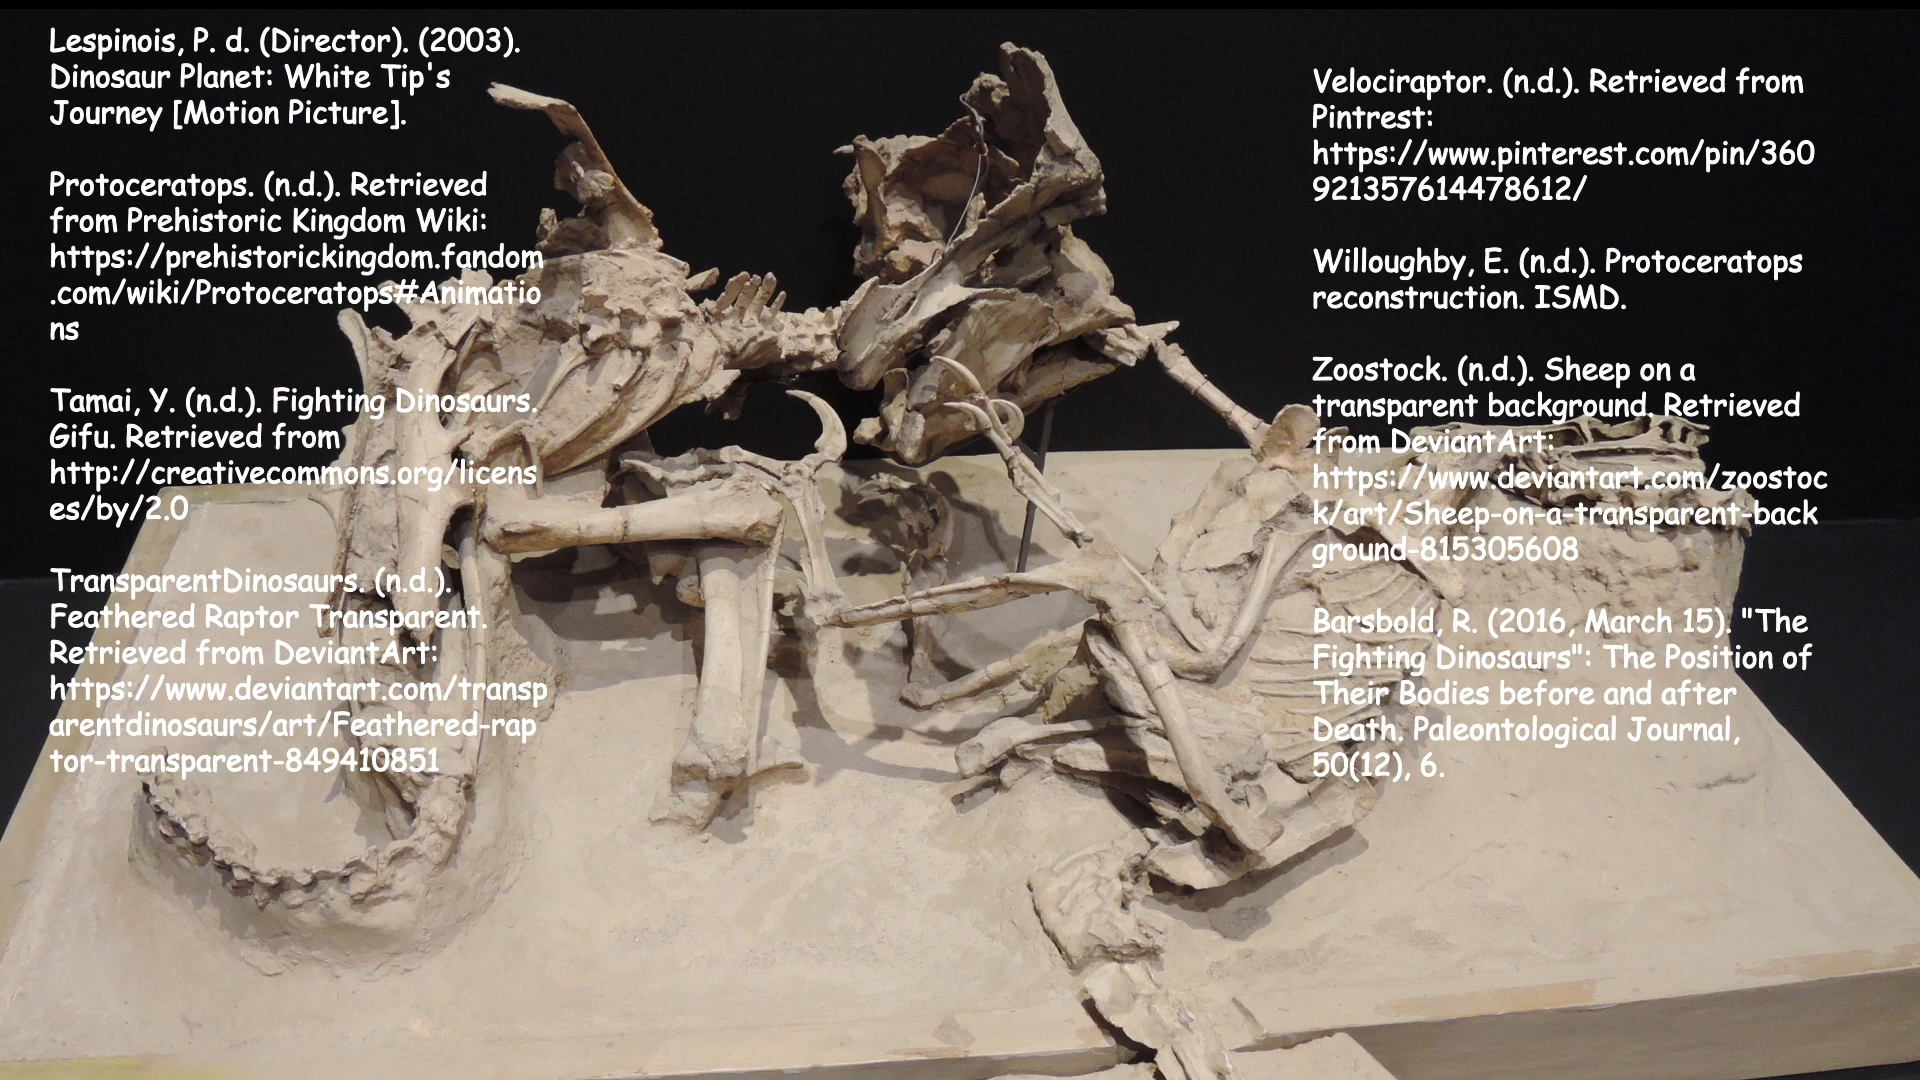 Lespinois, P. d. (Director). (2003).
Dinosaur Planet: White Tip's
Journey [Motion Picture].
Protoceratops. (n.d.). Retrieved
from Prehistoric Kingdom Wiki:
https://prehistorickingdom.fandom
.com/wiki/Protoceratops#Animatio
ns
Tamai, Y. (n.d.). Fighting Dinosaurs.
Gifu. Retrieved from
http://creativecommons.org/licens
es/by/2.0
TransparentDinosaurs. (n.d.).
Feathered Raptor Transparent.
Retrieved from DeviantArt:
https://www.deviantart.com/transp
arentdinosaurs/art/Feathered-rap
tor-transparent-849410851
Velociraptor. (n.d.). Retrieved from
Pintrest:
https://www.pinterest.com/pin/360
921357614478612/
Willoughby, E. (n.d.). Protoceratops
reconstruction. ISMD.
Zoostock. (n.d.). Sheep on a
transparent background. Retrieved
from DeviantArt:
https://www.deviantart.com/zoostoc
k/art/Sheep-on-a-transparent-back
ground-815305608
Barsbold, R. (2016, March 15). "The
Fighting Dinosaurs": The Position of
Their Bodies before and after
Death. Paleontological Journal,
50(12), 6.